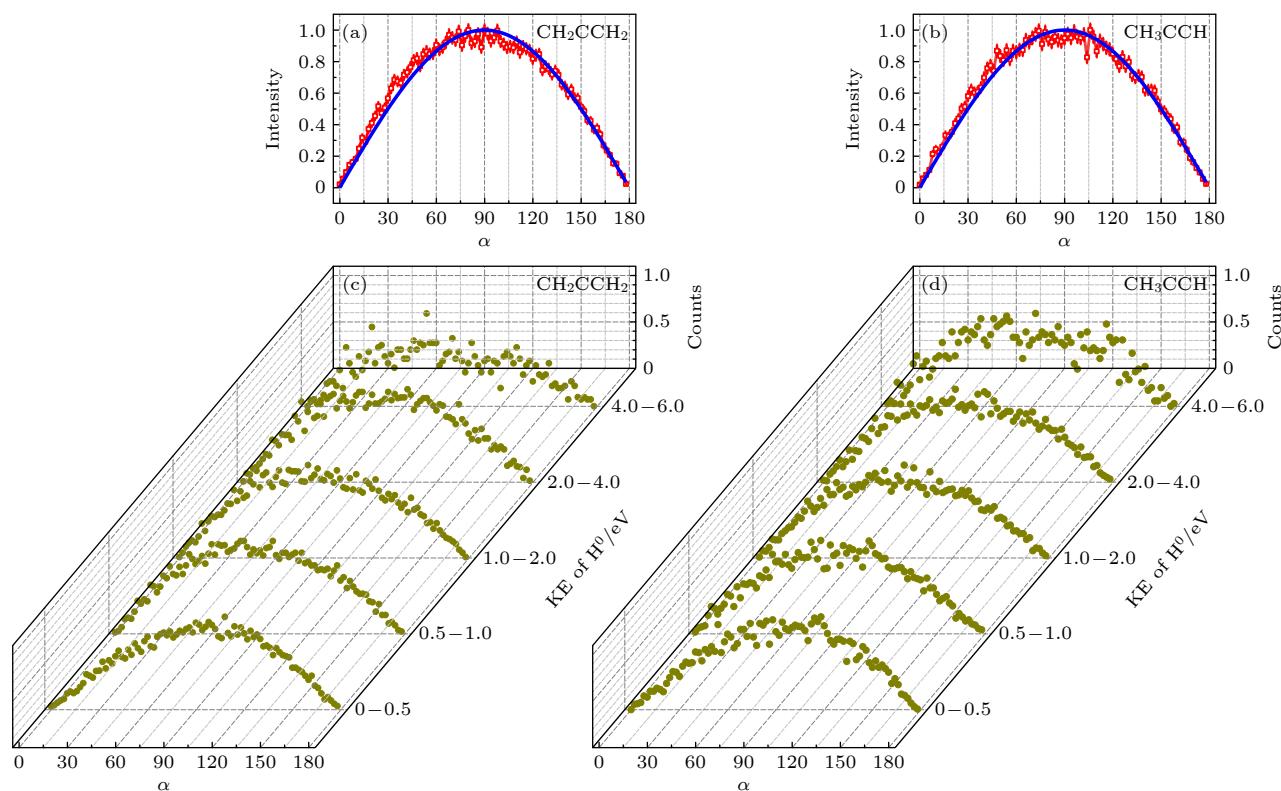 (a) CH₂CCH₂
1.0
0.8
0.6
0.4
0.2
0
Intensity
0 30 60 90 120 150 180
α
(b) CH₃CCH
1.0
0.8
0.6
0.4
0.2
0
Intensity
0 30 60 90 120 150 180
α
(c) CH₂CCH₂
1.0
0.5
0
Counts
4.0−6.0
2.0−4.0
1.0−2.0
0.5−1.0
0−0.5
KE of H⁰/eV
0 30 60 90 120 150 180
α
(d) CH₃CCH
1.0
0.5
0
Counts
4.0−6.0
2.0−4.0
1.0−2.0
0.5−1.0
0−0.5
KE of H⁰/eV
0 30 60 90 120 150 180
α